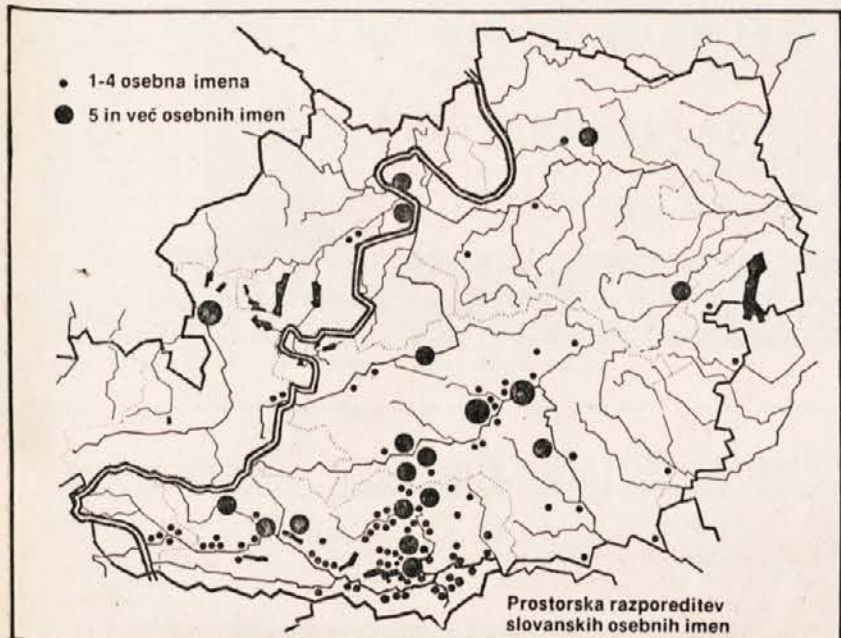 1-4 osebna imena
5 in več osebnih imen
Prostorska razporeditev
slovanskih osebnih imen